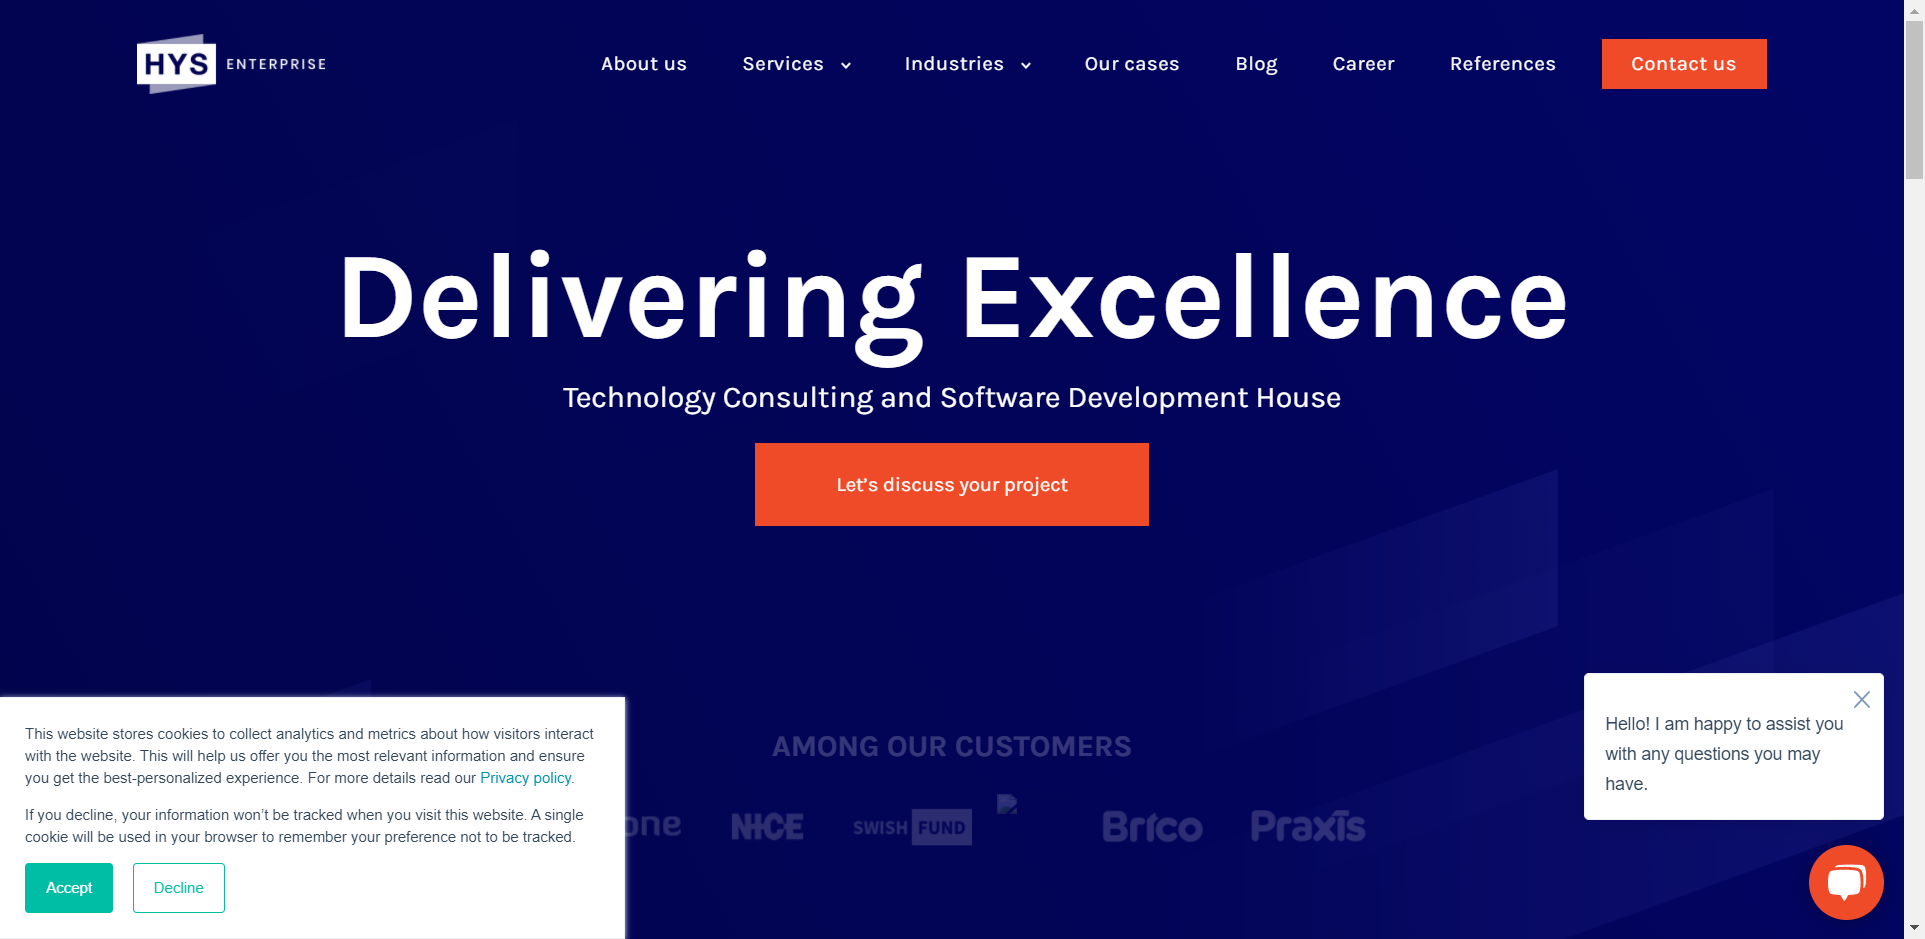 HYS ENTERPRISE
About us
Services
Industries
Our cases
Blog
Career
References
Contact us
Delivering Excellence
Technology Consulting and Software Development House
Let's discuss your project
AMONG OUR CUSTOMERS
NICE
SWISH FUND
Brico
Praxis
This website stores cookies to collect analytics and metrics about how visitors interact
with the website. This will help us offer you the most relevant information and ensure
you get the best-personalized experience. For more details read our Privacy policy.
If you decline, your information won't be tracked when you visit this website. A single
cookie will be used in your browser to remember your preference not to be tracked.
Accept
Decline
Hello! I am happy to assist you
with any questions you may
have.